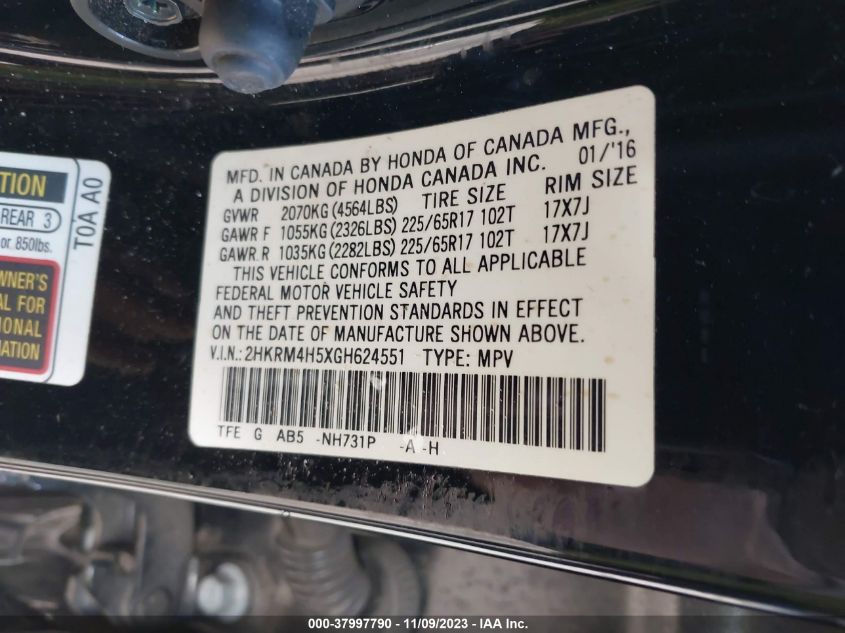 MFD. IN CANADA BY HONDA OF CANADA MFG.,
A DIVISION OF HONDA CANADA INC. 01/'16
GVWR 2070KG (4564LBS) TIRE SIZE RIM SIZE
GAWR F 1055KG (2326LBS) 225/65R17 102T 17X7J
GAWR R 1035KG (2282LBS) 225/65R17 102T 17X7J
THIS VEHICLE CONFORMS TO ALL APPLICABLE
FEDERAL MOTOR VEHICLE SAFETY
AND THEFT PREVENTION STANDARDS IN EFFECT
ON THE DATE OF MANUFACTURE SHOWN ABOVE.
V.I.N.: 2HKRM4H5XGH624551 TYPE: MPV
TFE G AB5 -NH731P -A -H
TION
REAR 3
or. 850lbs.
WNER'S
AL FOR
IONAL
MATION
T0A A0
000-37997790 - 11/09/2023 - IAA Inc.